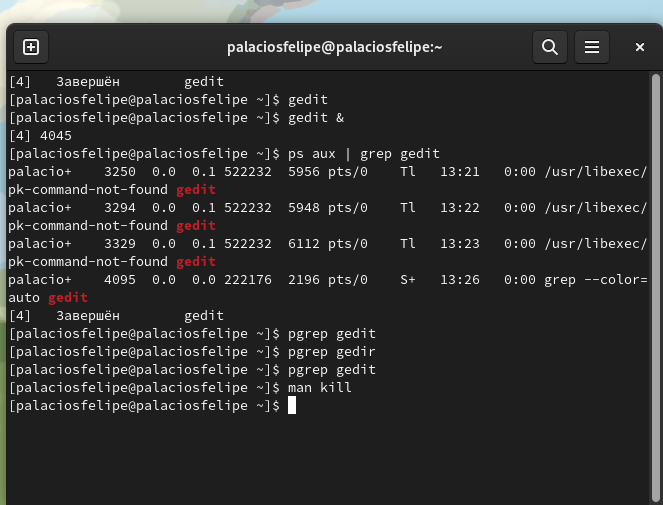 palaciosfelipe@palaciosfelipe:~
[4]   Завершён        gedit
[palaciosfelipe@palaciosfelipe ~]$ gedit
[palaciosfelipe@palaciosfelipe ~]$ gedit &
[4] 4045
[palaciosfelipe@palaciosfelipe ~]$ ps aux | grep gedit
palacio+    3250  0.0  0.1 522232  5956 pts/0    Tl   13:21   0:00 /usr/libexec/
pk-command-not-found gedit
palacio+    3294  0.0  0.1 522232  5948 pts/0    Tl   13:22   0:00 /usr/libexec/
pk-command-not-found gedit
palacio+    3329  0.0  0.1 522232  6112 pts/0    Tl   13:23   0:00 /usr/libexec/
pk-command-not-found gedit
palacio+    4095  0.0  0.0 222176  2196 pts/0    S+   13:26   0:00 grep --color=
auto gedit
[4]   Завершён        gedit
[palaciosfelipe@palaciosfelipe ~]$ pgrep gedit
[palaciosfelipe@palaciosfelipe ~]$ pgrep gedir
[palaciosfelipe@palaciosfelipe ~]$ pgrep gedit
[palaciosfelipe@palaciosfelipe ~]$ man kill
[palaciosfelipe@palaciosfelipe ~]$